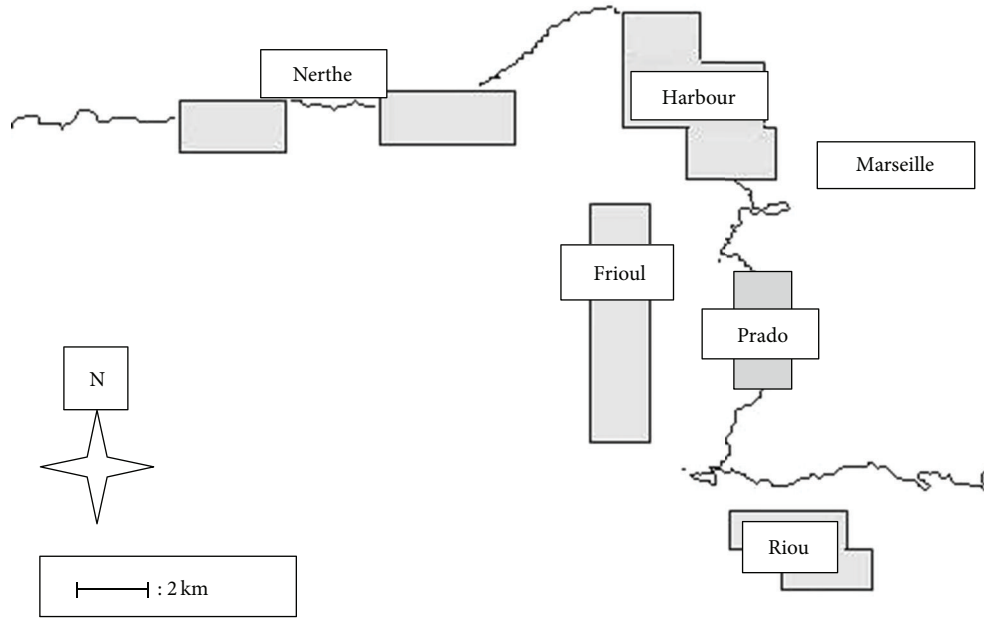 Nerthe
Harbour
Marseille
Frioul
Prado
N
Riou
: 2 km